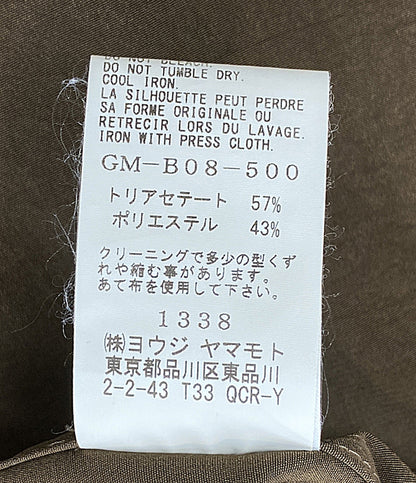 DO NOT BLEACH.
DO NOT TUMBLE DRY.
COOL IRON.
LA SILHOUETTE PEUT PERDRE
SA FORME ORIGINALE OU
RETRECIR LORS DU LAVAGE.
IRON WITH PRESS CLOTH.
GM-B08-500
トリアセテート 57%
ポリエステル 43%
クリーニングで多少の型くず
れや縮む事があります。
あて布を使用して下さい。
1338
㈱ヨウジ ヤマモト
東京都品川区東品川
2-2-43 T33 QCR-Y